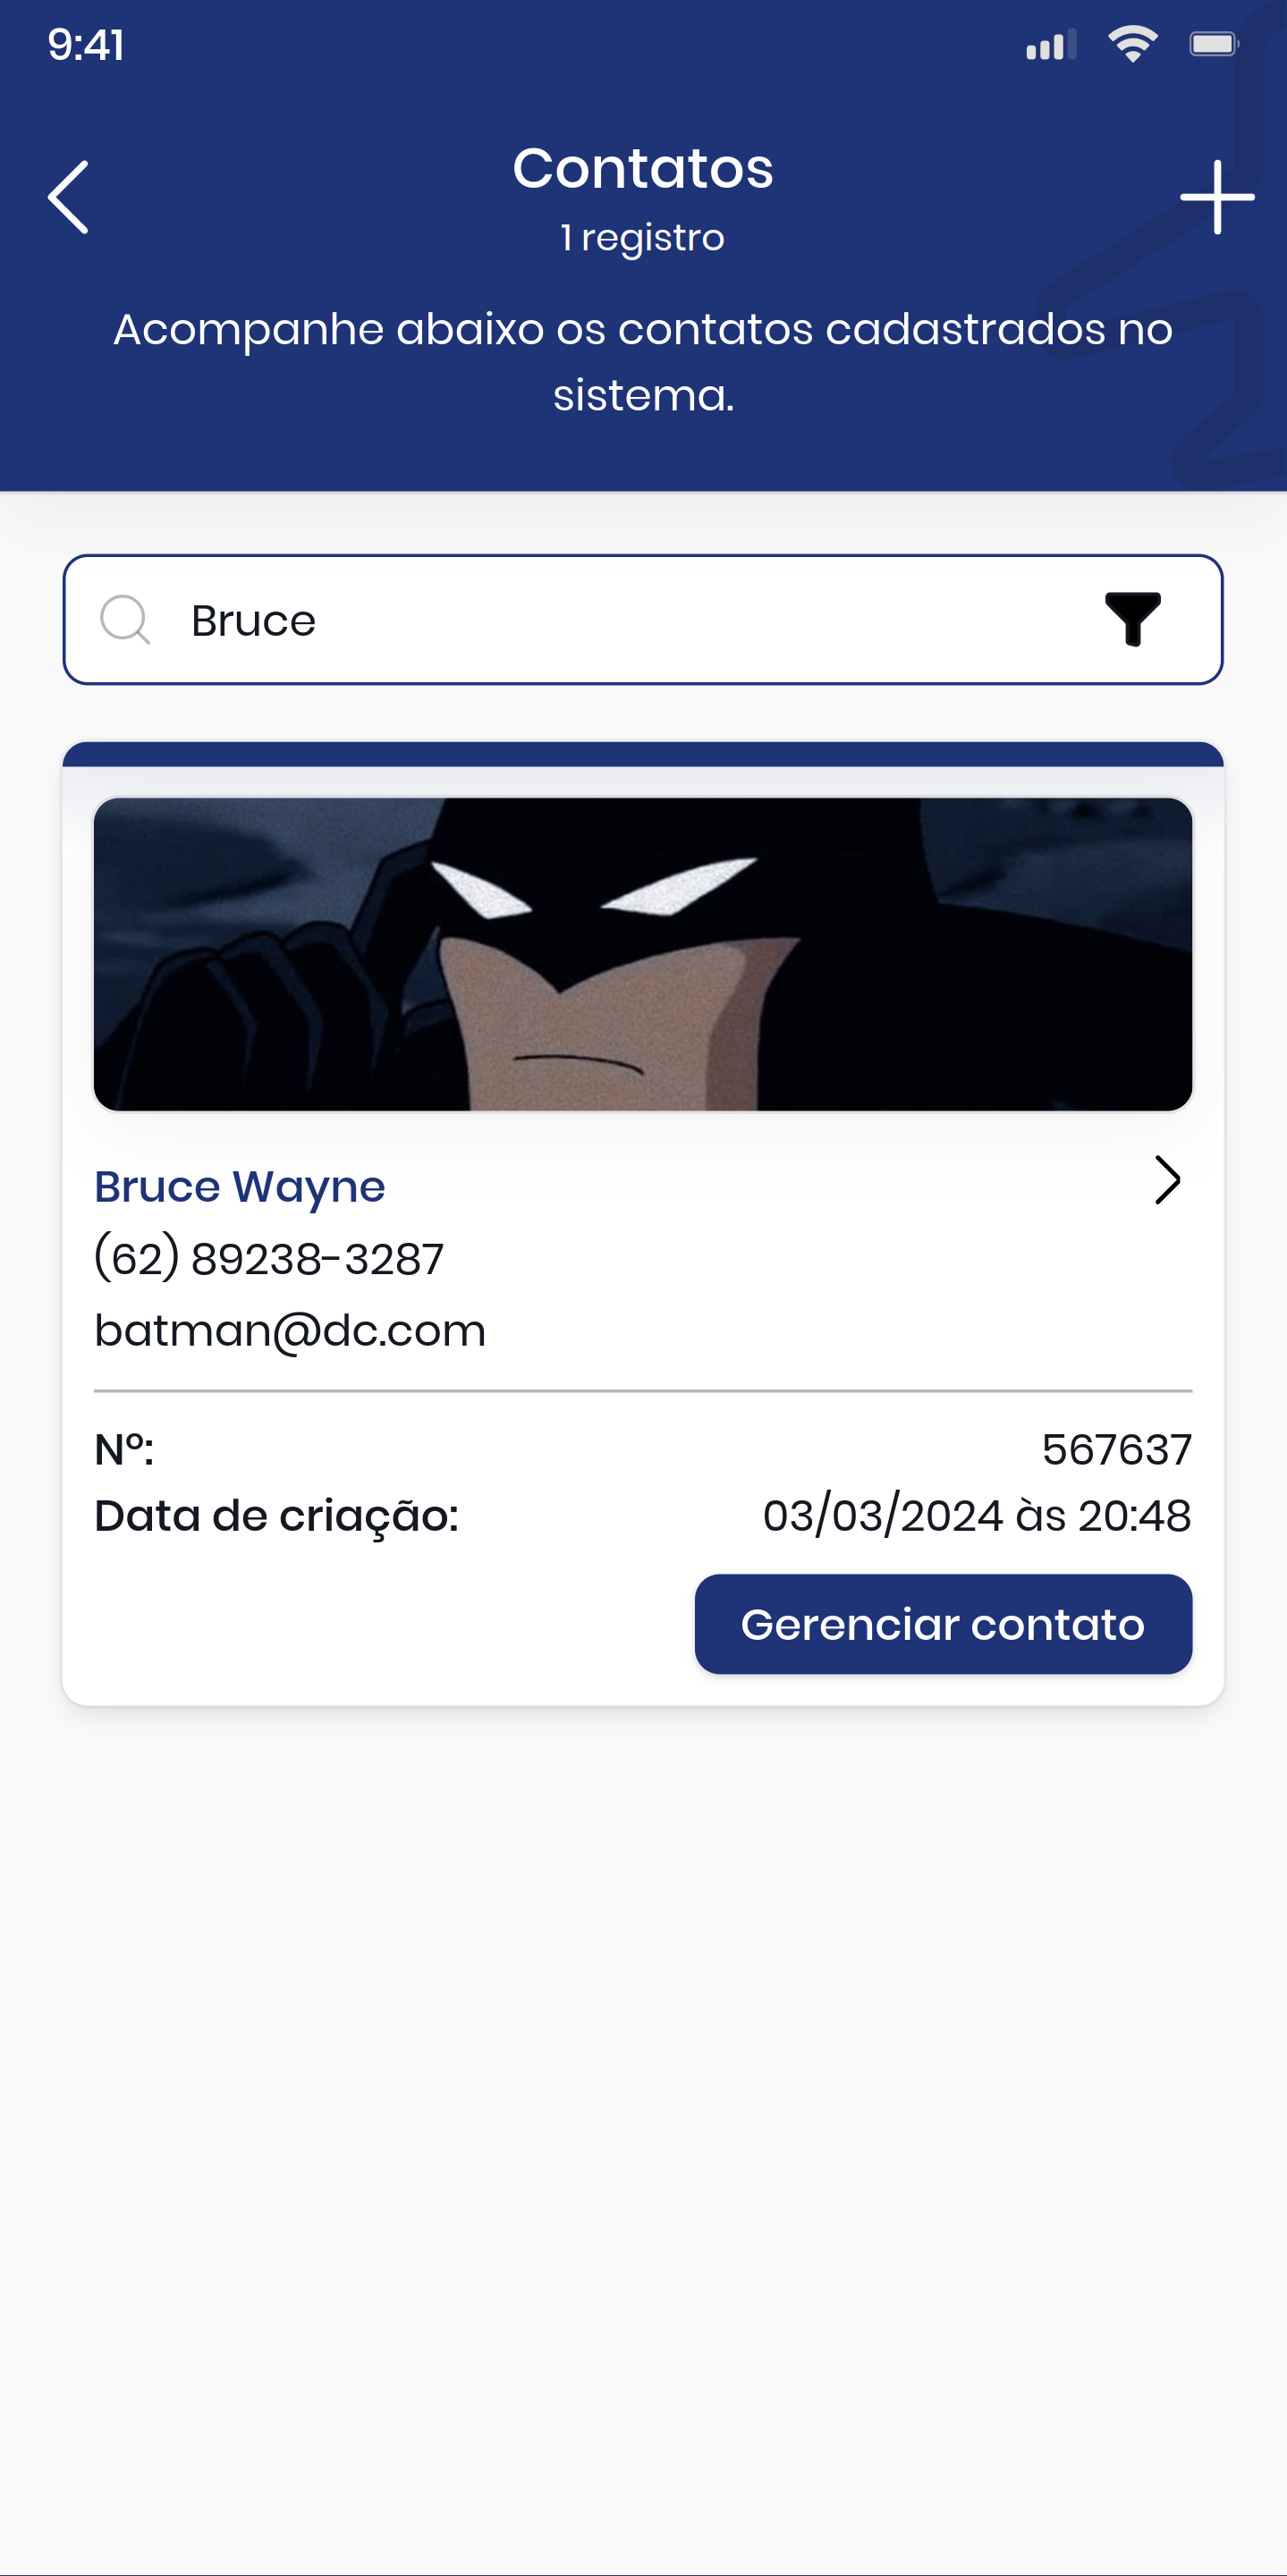 9:41
Contatos
1 registro
Acompanhe abaixo os contatos cadastrados no
sistema.
Bruce
Bruce Wayne
(62) 89238-3287
batman@dc.com
Nº: 567637
Data de criação: 03/03/2024 às 20:48
Gerenciar contato